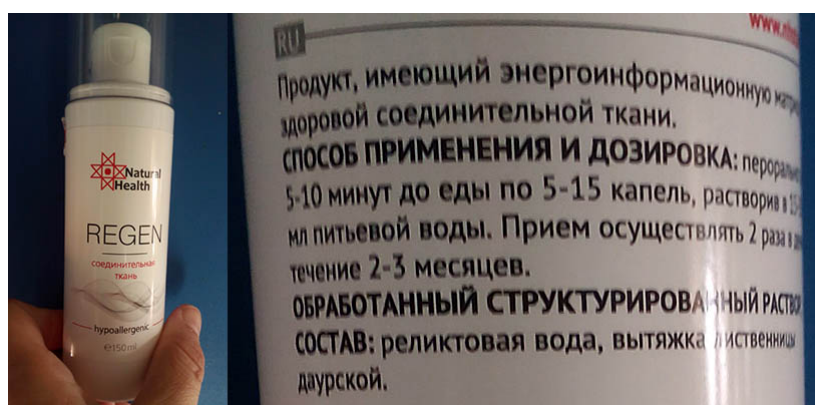 Natural
Health
REGEN
соединительная
ткань
hypoallergenic
℮150ml
www.
RU
Продукт, имеющий энергоинформационную
здоровой соединительной ткани.
СПОСОБ ПРИМЕНЕНИЯ И ДОЗИРОВКА:
5-10 минут до еды по 5-15 капель, растворив в
мл питьевой воды. Прием осуществлять 2 раза в
течение 2-3 месяцев.
ОБРАБОТАННЫЙ СТРУКТУРИРОВАННЫЙ РАСТВОР
СОСТАВ: реликтовая вода, вытяжка лиственницы
даурской.